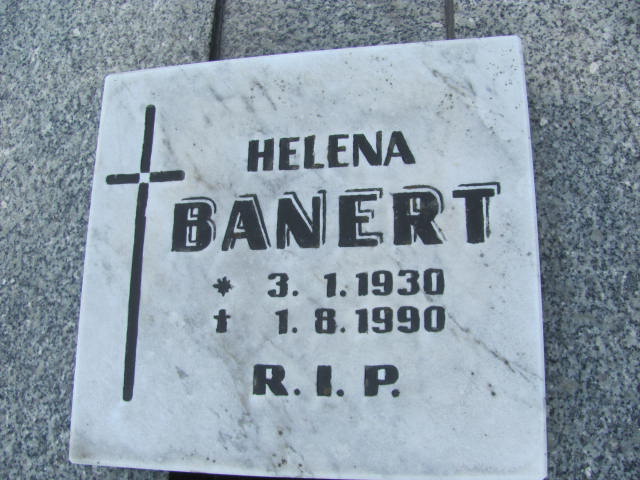 HELENA
BANERT
* 3. 1. 1930
† 1. 8. 1990
R. I. P.